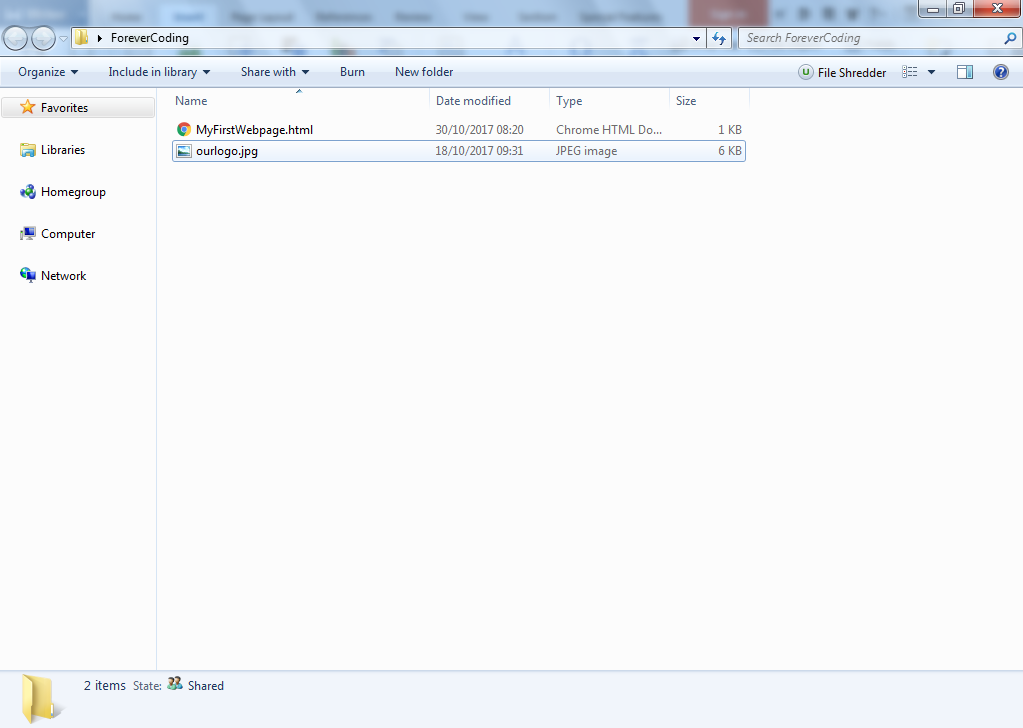 ForeverCoding
Search ForeverCoding
Organize Include in library Share with Burn New folder File Shredder
Favorites
Libraries
Homegroup
Computer
Network
Name Date modified Type Size
MyFirstWebpage.html 30/10/2017 08:20 Chrome HTML Do... 1 KB
ourlogo.jpg 18/10/2017 09:31 JPEG image 6 KB
2 items State: Shared